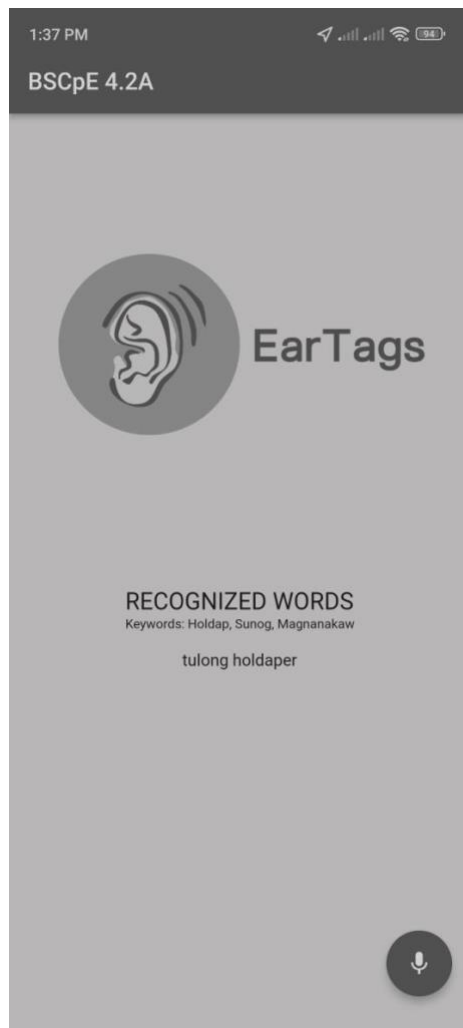 1:37 PM 94
BSCpE 4.2A
EarTags
RECOGNIZED WORDS
Keywords: Holdap, Sunog, Magnanakaw
tulong holdaper